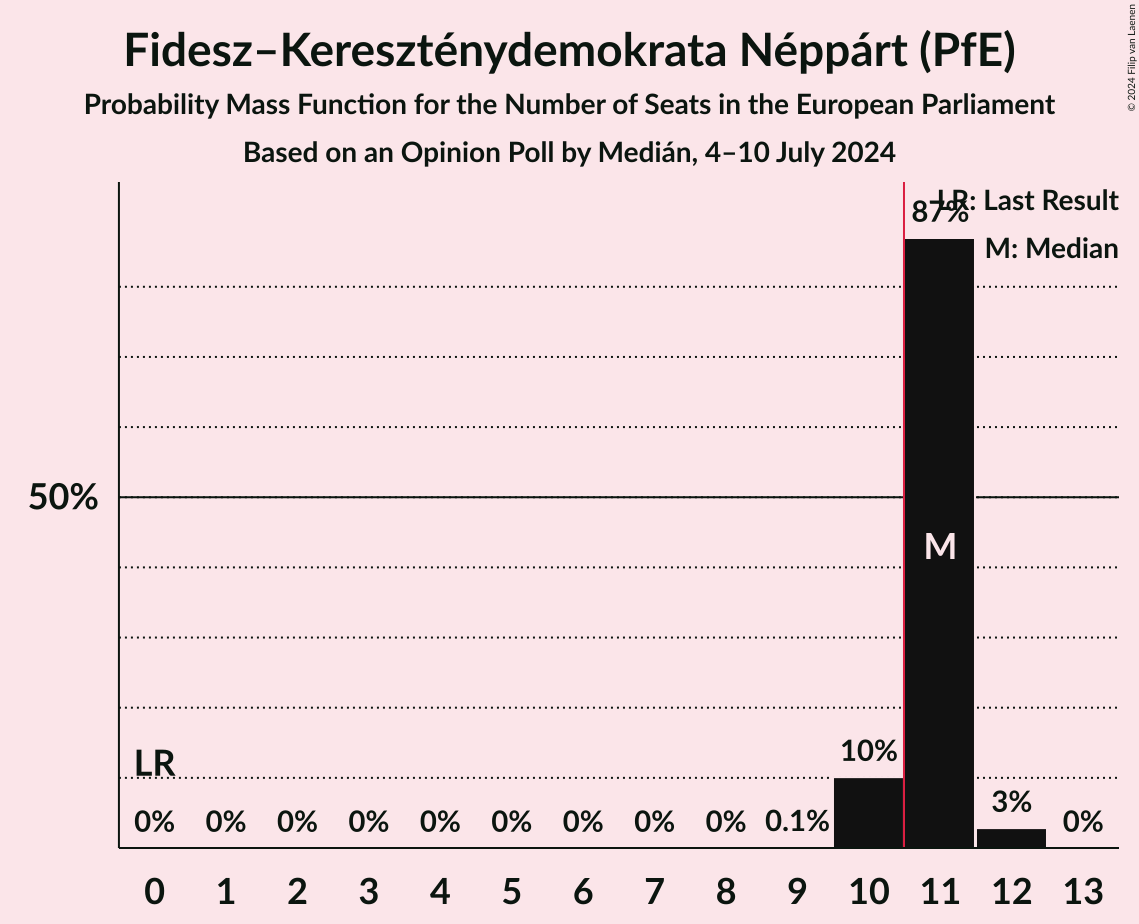 Fidesz–Kereszténydemokrata Néppárt (PfE)
Probability Mass Function for the Number of Seats in the European Parliament
Based on an Opinion Poll by Medián, 4–10 July 2024
© 2024 Filip van Laenen
LR: Last Result
87%
M: Median
50%
M
LR
10%
3%
0% 0% 0% 0% 0% 0% 0% 0% 0% 0.1% 0%
0 1 2 3 4 5 6 7 8 9 10 11 12 13